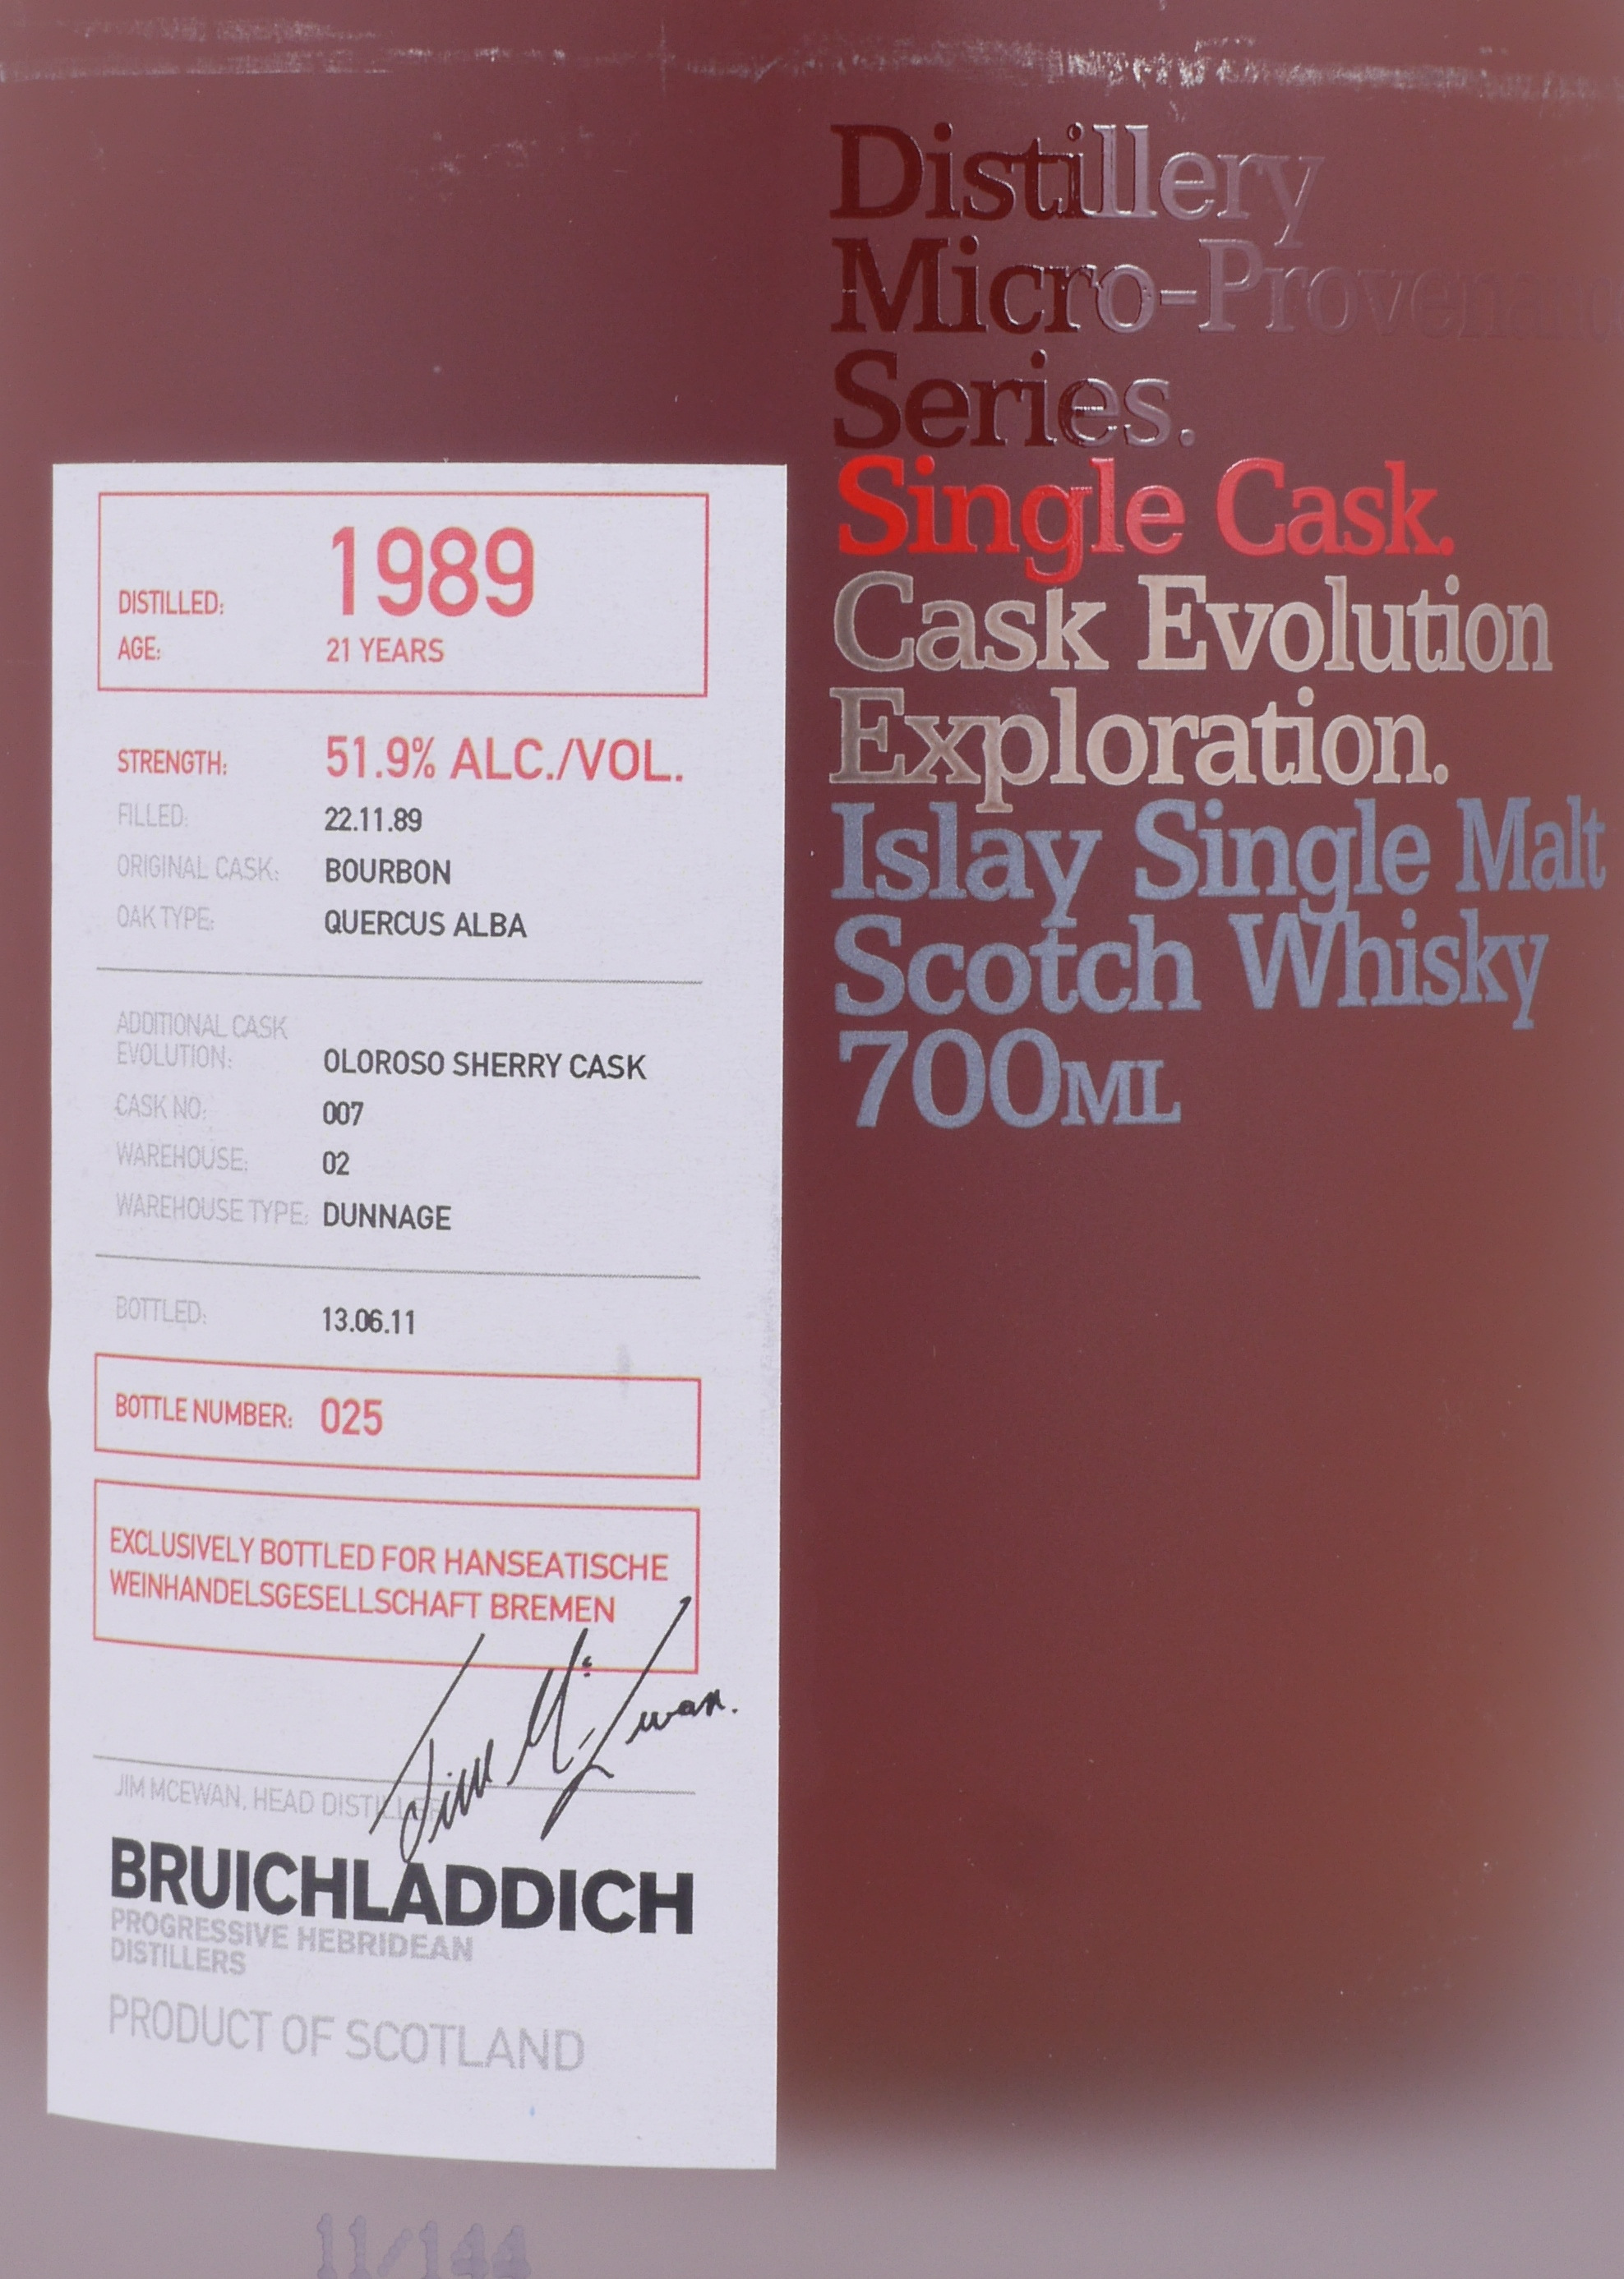 DISTILLED: 1989
AGE: 21 YEARS
STRENGTH: 51.9% ALC./VOL.
FILLED: 22.11.89
ORIGINAL CASK: BOURBON
OAK TYPE: QUERCUS ALBA
ADDITIONAL CASK
EVOLUTION: OLOROSO SHERRY CASK
CASK NO: 007
WAREHOUSE: 02
WAREHOUSE TYPE: DUNNAGE
BOTTLED: 13.06.11
BOTTLE NUMBER: 025
EXCLUSIVELY BOTTLED FOR HANSEATISCHE
WEINHANDELSGESELLSCHAFT BREMEN
Jim McEwan.
JIM MCEWAN, HEAD DISTILLER
BRUICHLADDICH
PROGRESSIVE HEBRIDEAN
DISTILLERS
PRODUCT OF SCOTLAND
11/144
Distillery
Micro-Provenanc
Series.
Single Cask.
Cask Evolution
Exploration.
Islay Single Malt
Scotch Whisky
700ML